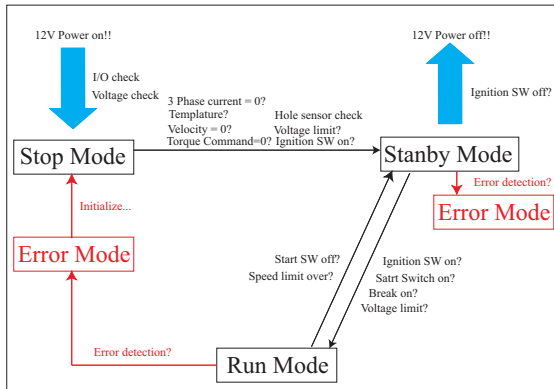 12V Power on!!
12V Power off!!
I/O check
Voltage check
Ignition SW off?
3 Phase current = 0?
Templature?
Velocity = 0?
Torque Command=0?
Hole sensor check
Voltage limit?
Ignition SW on?
Stop Mode
Stanby Mode
Error detection?
Error Mode
Initialize...
Error Mode
Start SW off?
Speed limit over?
Ignition SW on?
Satrt Switch on?
Break on?
Voltage limit?
Error detection?
Run Mode